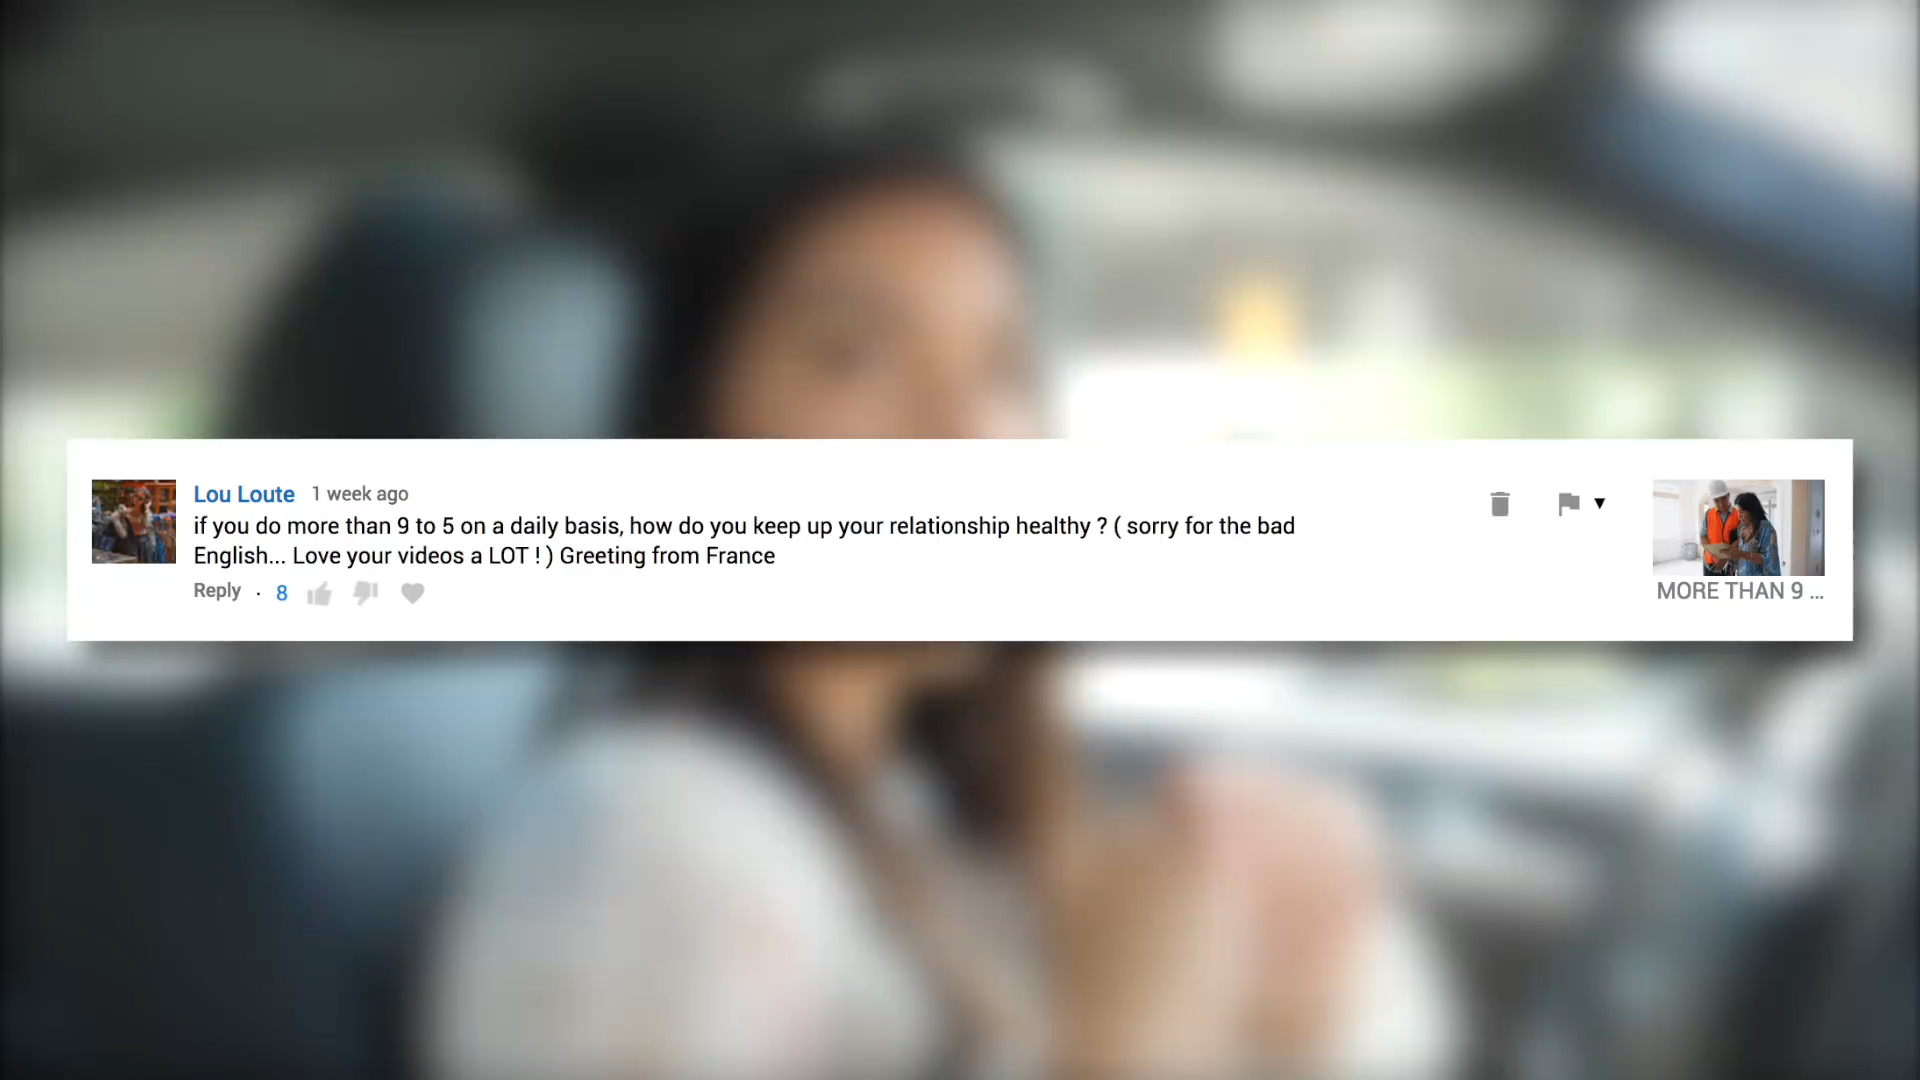 Lou Loute 1 week ago
if you do more than 9 to 5 on a daily basis, how do you keep up your relationship healthy ? ( sorry for the bad
English... Love your videos a LOT ! ) Greeting from France
Reply · 8
MORE THAN 9 ...